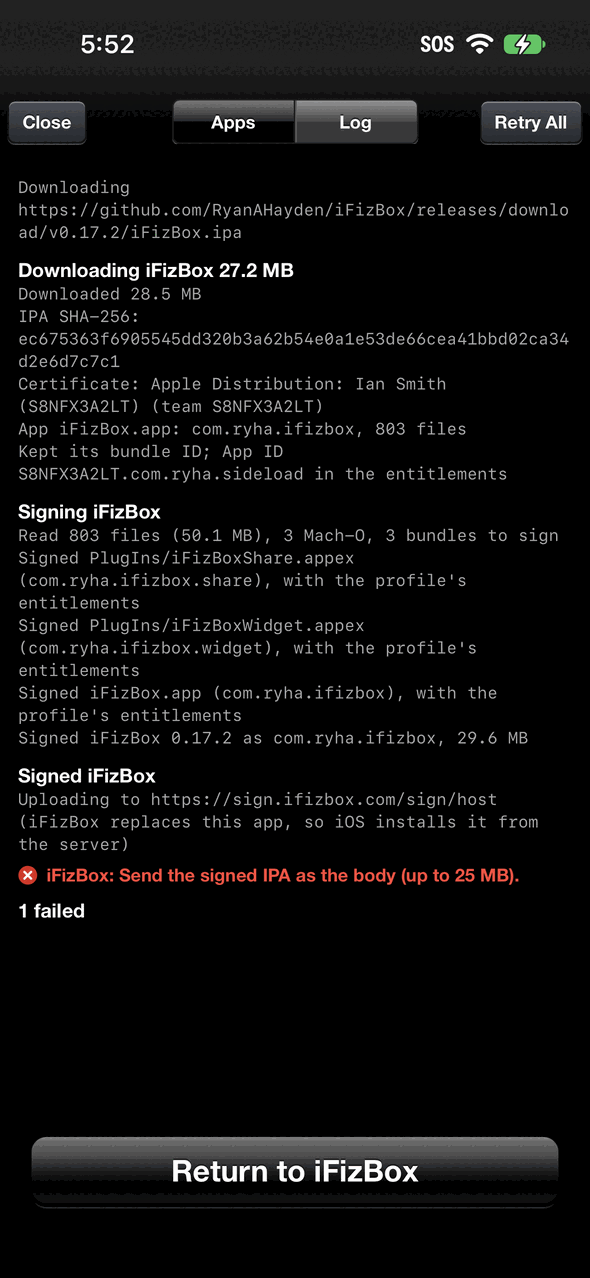 5:52
SOS
Close
Apps
Log
Retry All
Downloading
https://github.com/RyanAHayden/iFizBox/releases/downlo
ad/v0.17.2/iFizBox.ipa
Downloading iFizBox 27.2 MB
Downloaded 28.5 MB
IPA SHA-256:
ec675363f6905545dd320b3a62b54e0a1e53de66cea41bbd02ca34
d2e6d7c7c1
Certificate: Apple Distribution: Ian Smith
(S8NFX3A2LT) (team S8NFX3A2LT)
App iFizBox.app: com.ryha.ifizbox, 803 files
Kept its bundle ID; App ID
S8NFX3A2LT.com.ryha.sideload in the entitlements
Signing iFizBox
Read 803 files (50.1 MB), 3 Mach-O, 3 bundles to sign
Signed PlugIns/iFizBoxShare.appex
(com.ryha.ifizbox.share), with the profile's
entitlements
Signed PlugIns/iFizBoxWidget.appex
(com.ryha.ifizbox.widget), with the profile's
entitlements
Signed iFizBox.app (com.ryha.ifizbox), with the
profile's entitlements
Signed iFizBox 0.17.2 as com.ryha.ifizbox, 29.6 MB
Signed iFizBox
Uploading to https://sign.ifizbox.com/sign/host
(iFizBox replaces this app, so iOS installs it from
the server)
iFizBox: Send the signed IPA as the body (up to 25 MB).
1 failed
Return to iFizBox